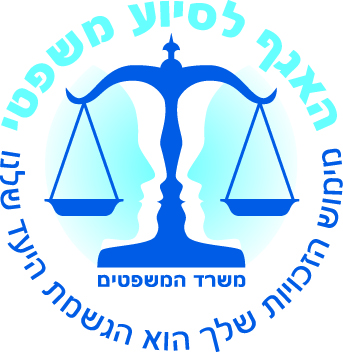 האגף לסיוע משפטי
משרד המשפטים
מימוש הזכויות שלך הוא הגשמת היעד שלנו